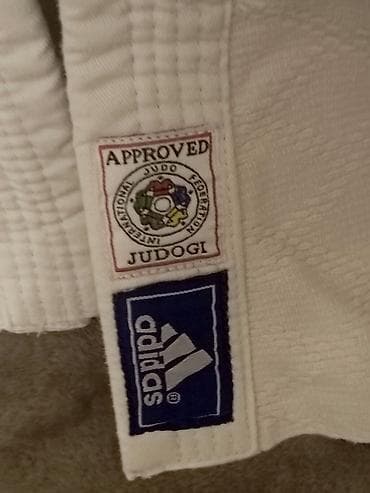 APPROVED
INTERNATIONAL JUDO FEDERATION
JUDOGI
adidas®